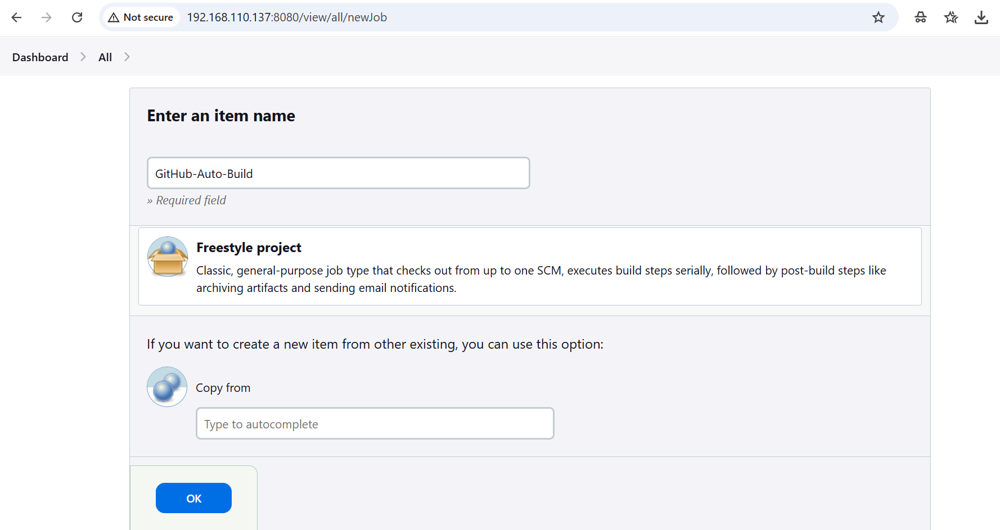 Not secure
192.168.110.137:8080/view/all/newJob
Dashboard All
Enter an item name
GitHub-Auto-Build
» Required field
Freestyle project
Classic, general-purpose job type that checks out from up to one SCM, executes build steps serially, followed by post-build steps like
archiving artifacts and sending email notifications.
If you want to create a new item from other existing, you can use this option:
Copy from
Type to autocomplete
OK